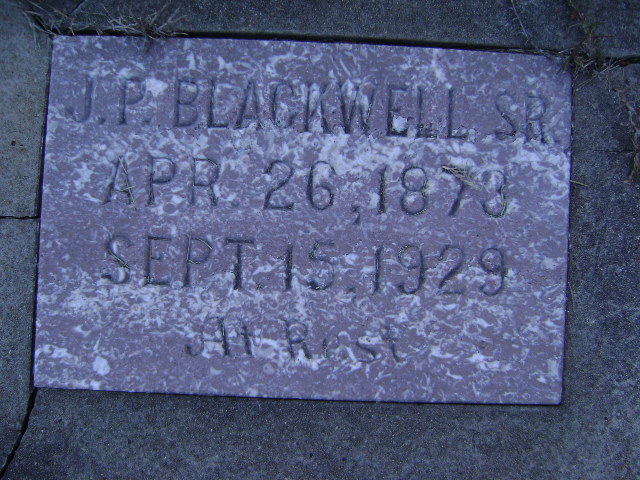 J.P. BLACKWELL SR.
APR 26, 1873
SEPT. 15, 1929
At Rest